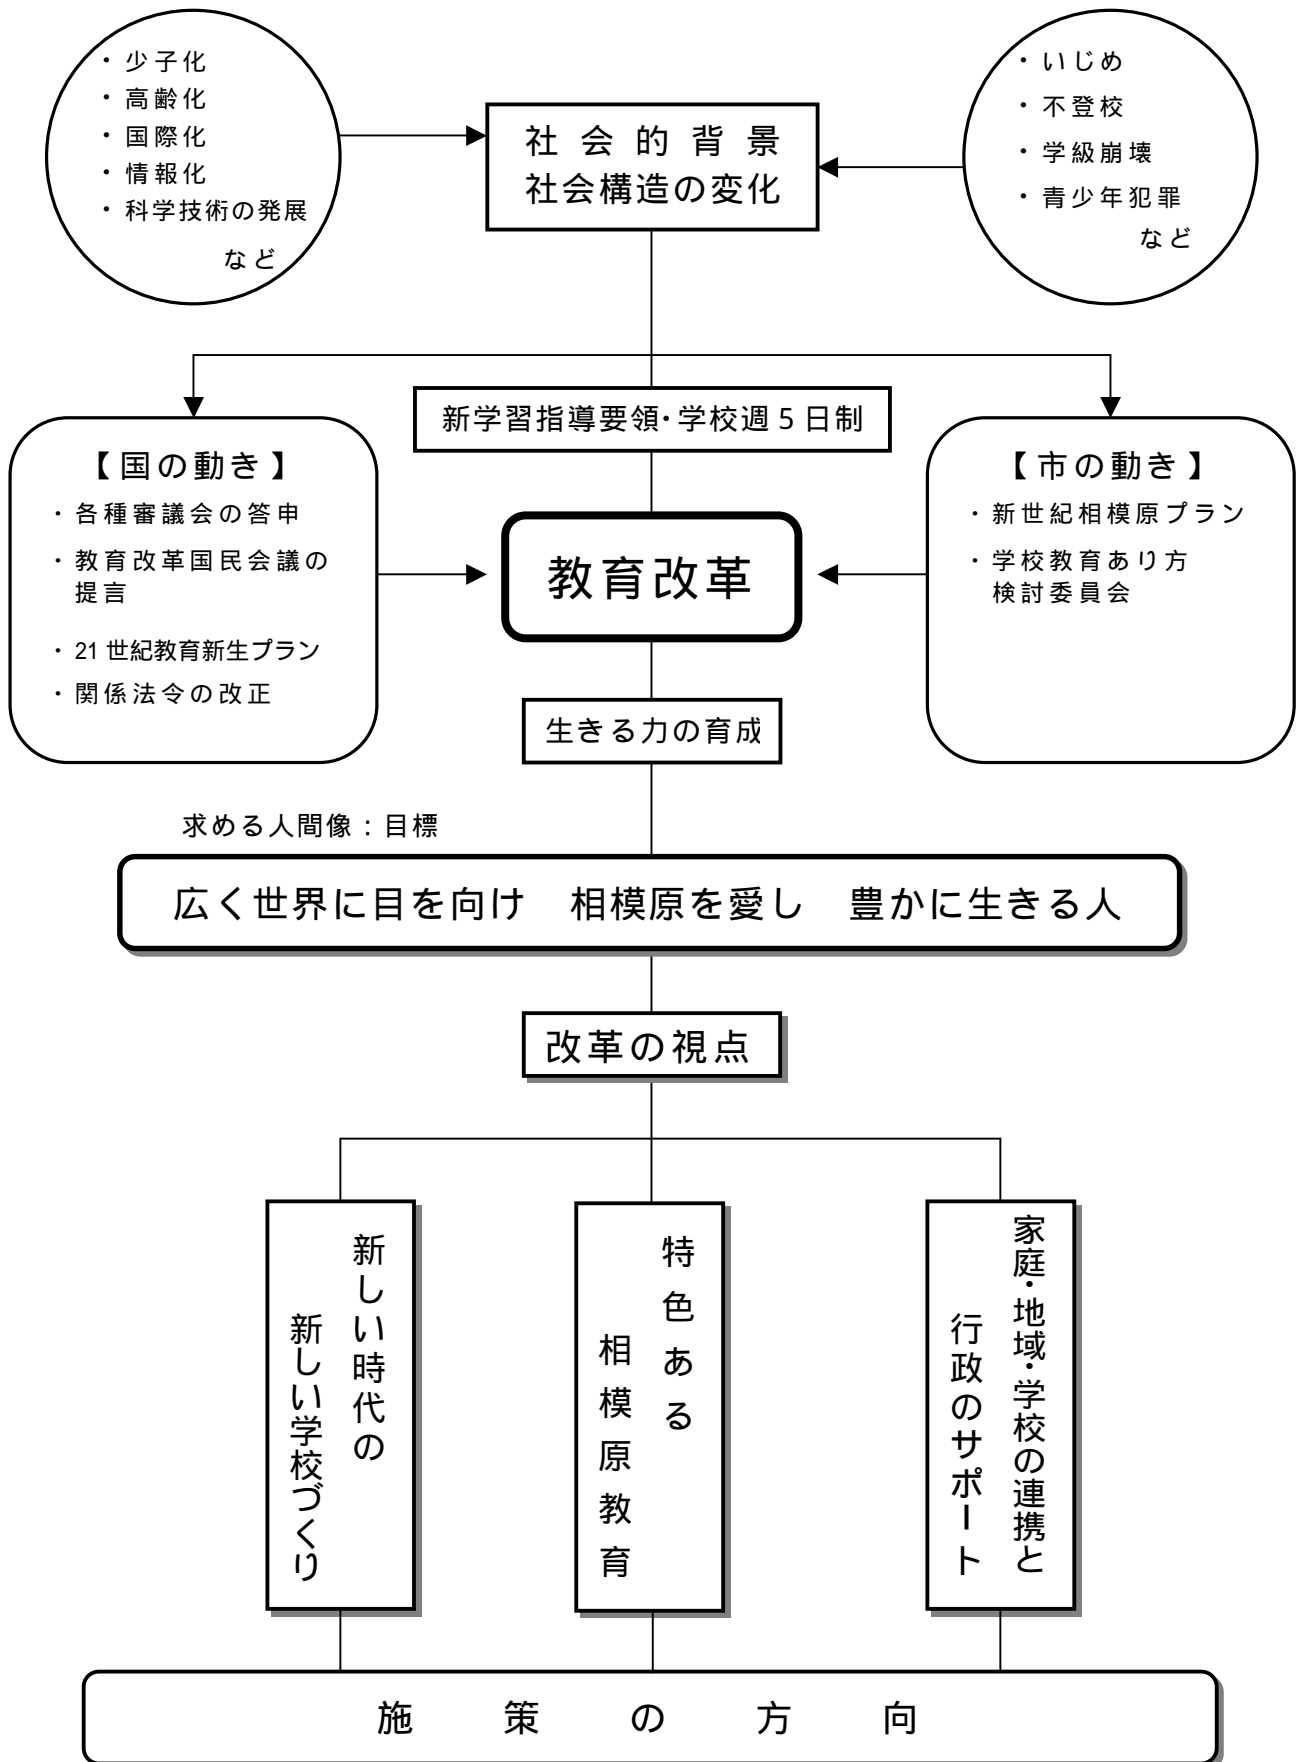 ・少子化
・高齢化
・国際化
・情報化
・科学技術の発展
など
社会的背景
社会構造の変化
・いじめ
・不登校
・学級崩壊
・青少年犯罪
など
新学習指導要領・学校週5日制
【国の動き】
・各種審議会の答申
・教育改革国民会議の
提言
・21世紀教育新生プラン
・関係法令の改正
教育改革
【市の動き】
・新世紀相模原プラン
・学校教育あり方
検討委員会
生きる力の育成
求める人間像：目標
広く世界に目を向け　相模原を愛し　豊かに生きる人
改革の視点
新しい時代の
新しい学校づくり
特色ある
相模原教育
家庭・地域・学校の連携と
行政のサポート
施策の方向